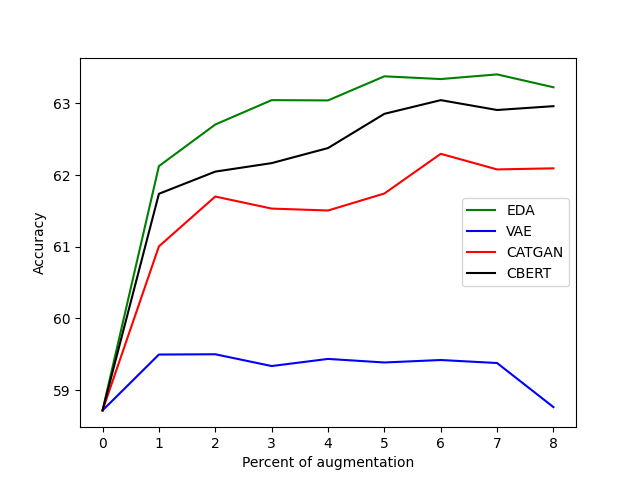 63
62
61
60
59
Accuracy
0 1 2 3 4 5 6 7 8
Percent of augmentation
EDA
VAE
CATGAN
CBERT